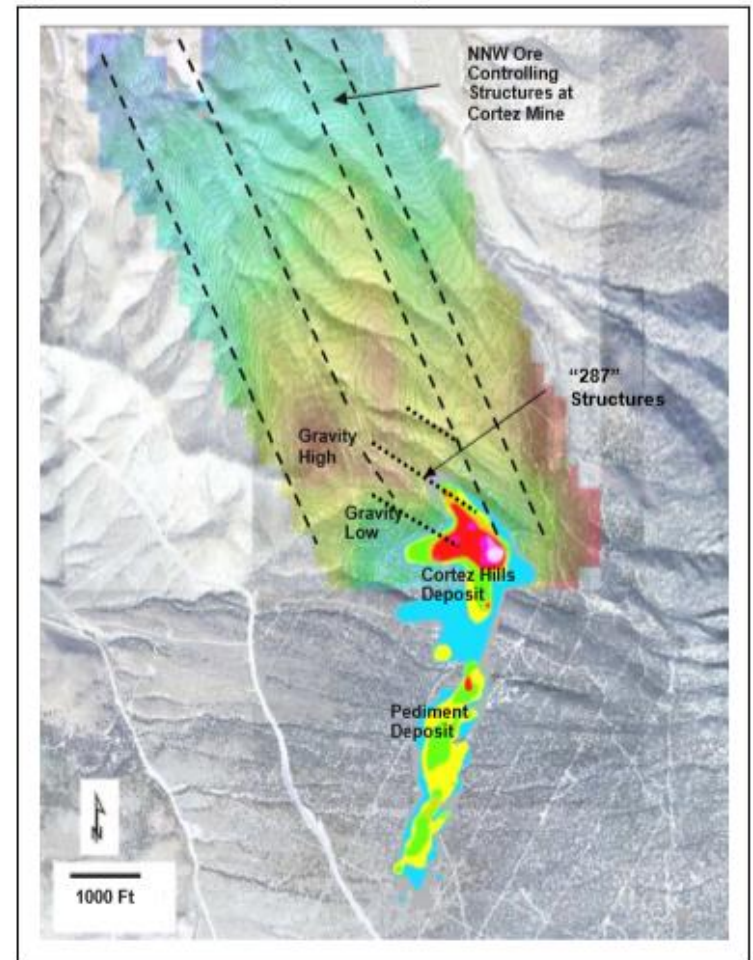 NNW Ore
Controlling
Structures at
Cortez Mine
“287”
Structures
Gravity
High
Gravity
Low
Cortez Hills
Deposit
Pediment
Deposit
N
1000 Ft